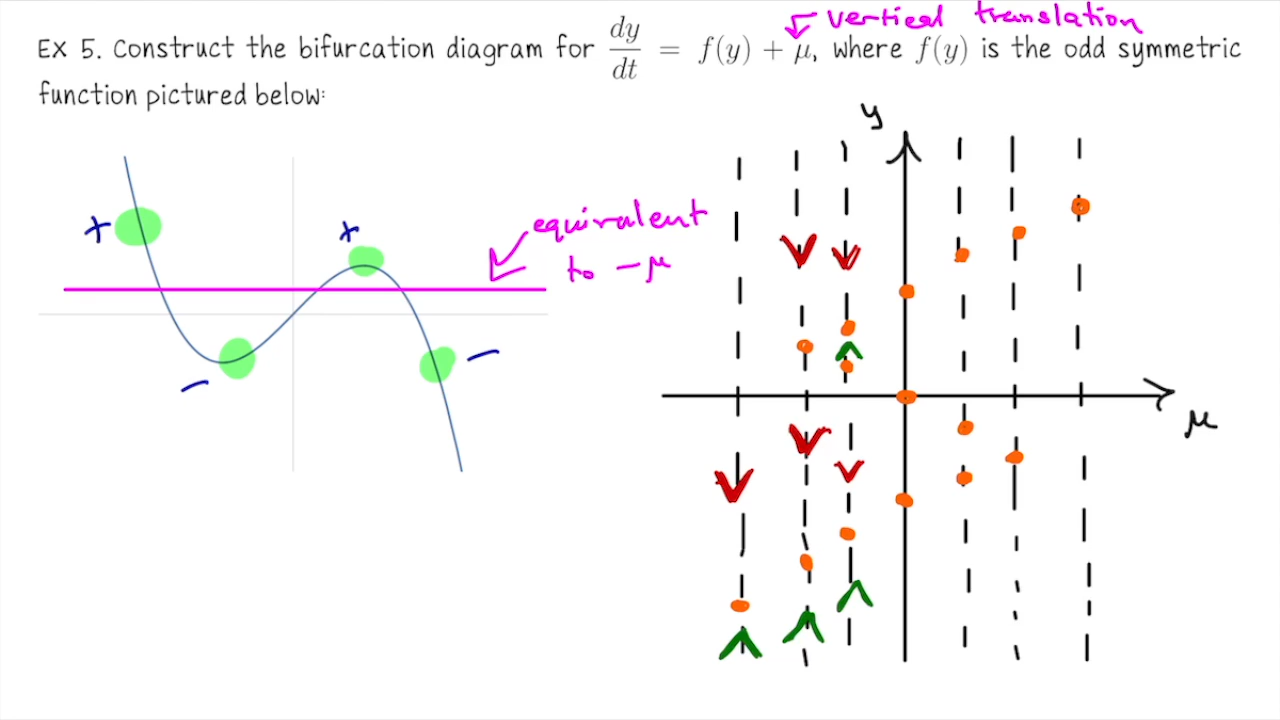 vertical translation
Ex 5. Construct the bifurcation diagram for dy/dt = f(y) + μ, where f(y) is the odd symmetric
function pictured below:
y
+
+
equivalent
to -μ
-
-
μ